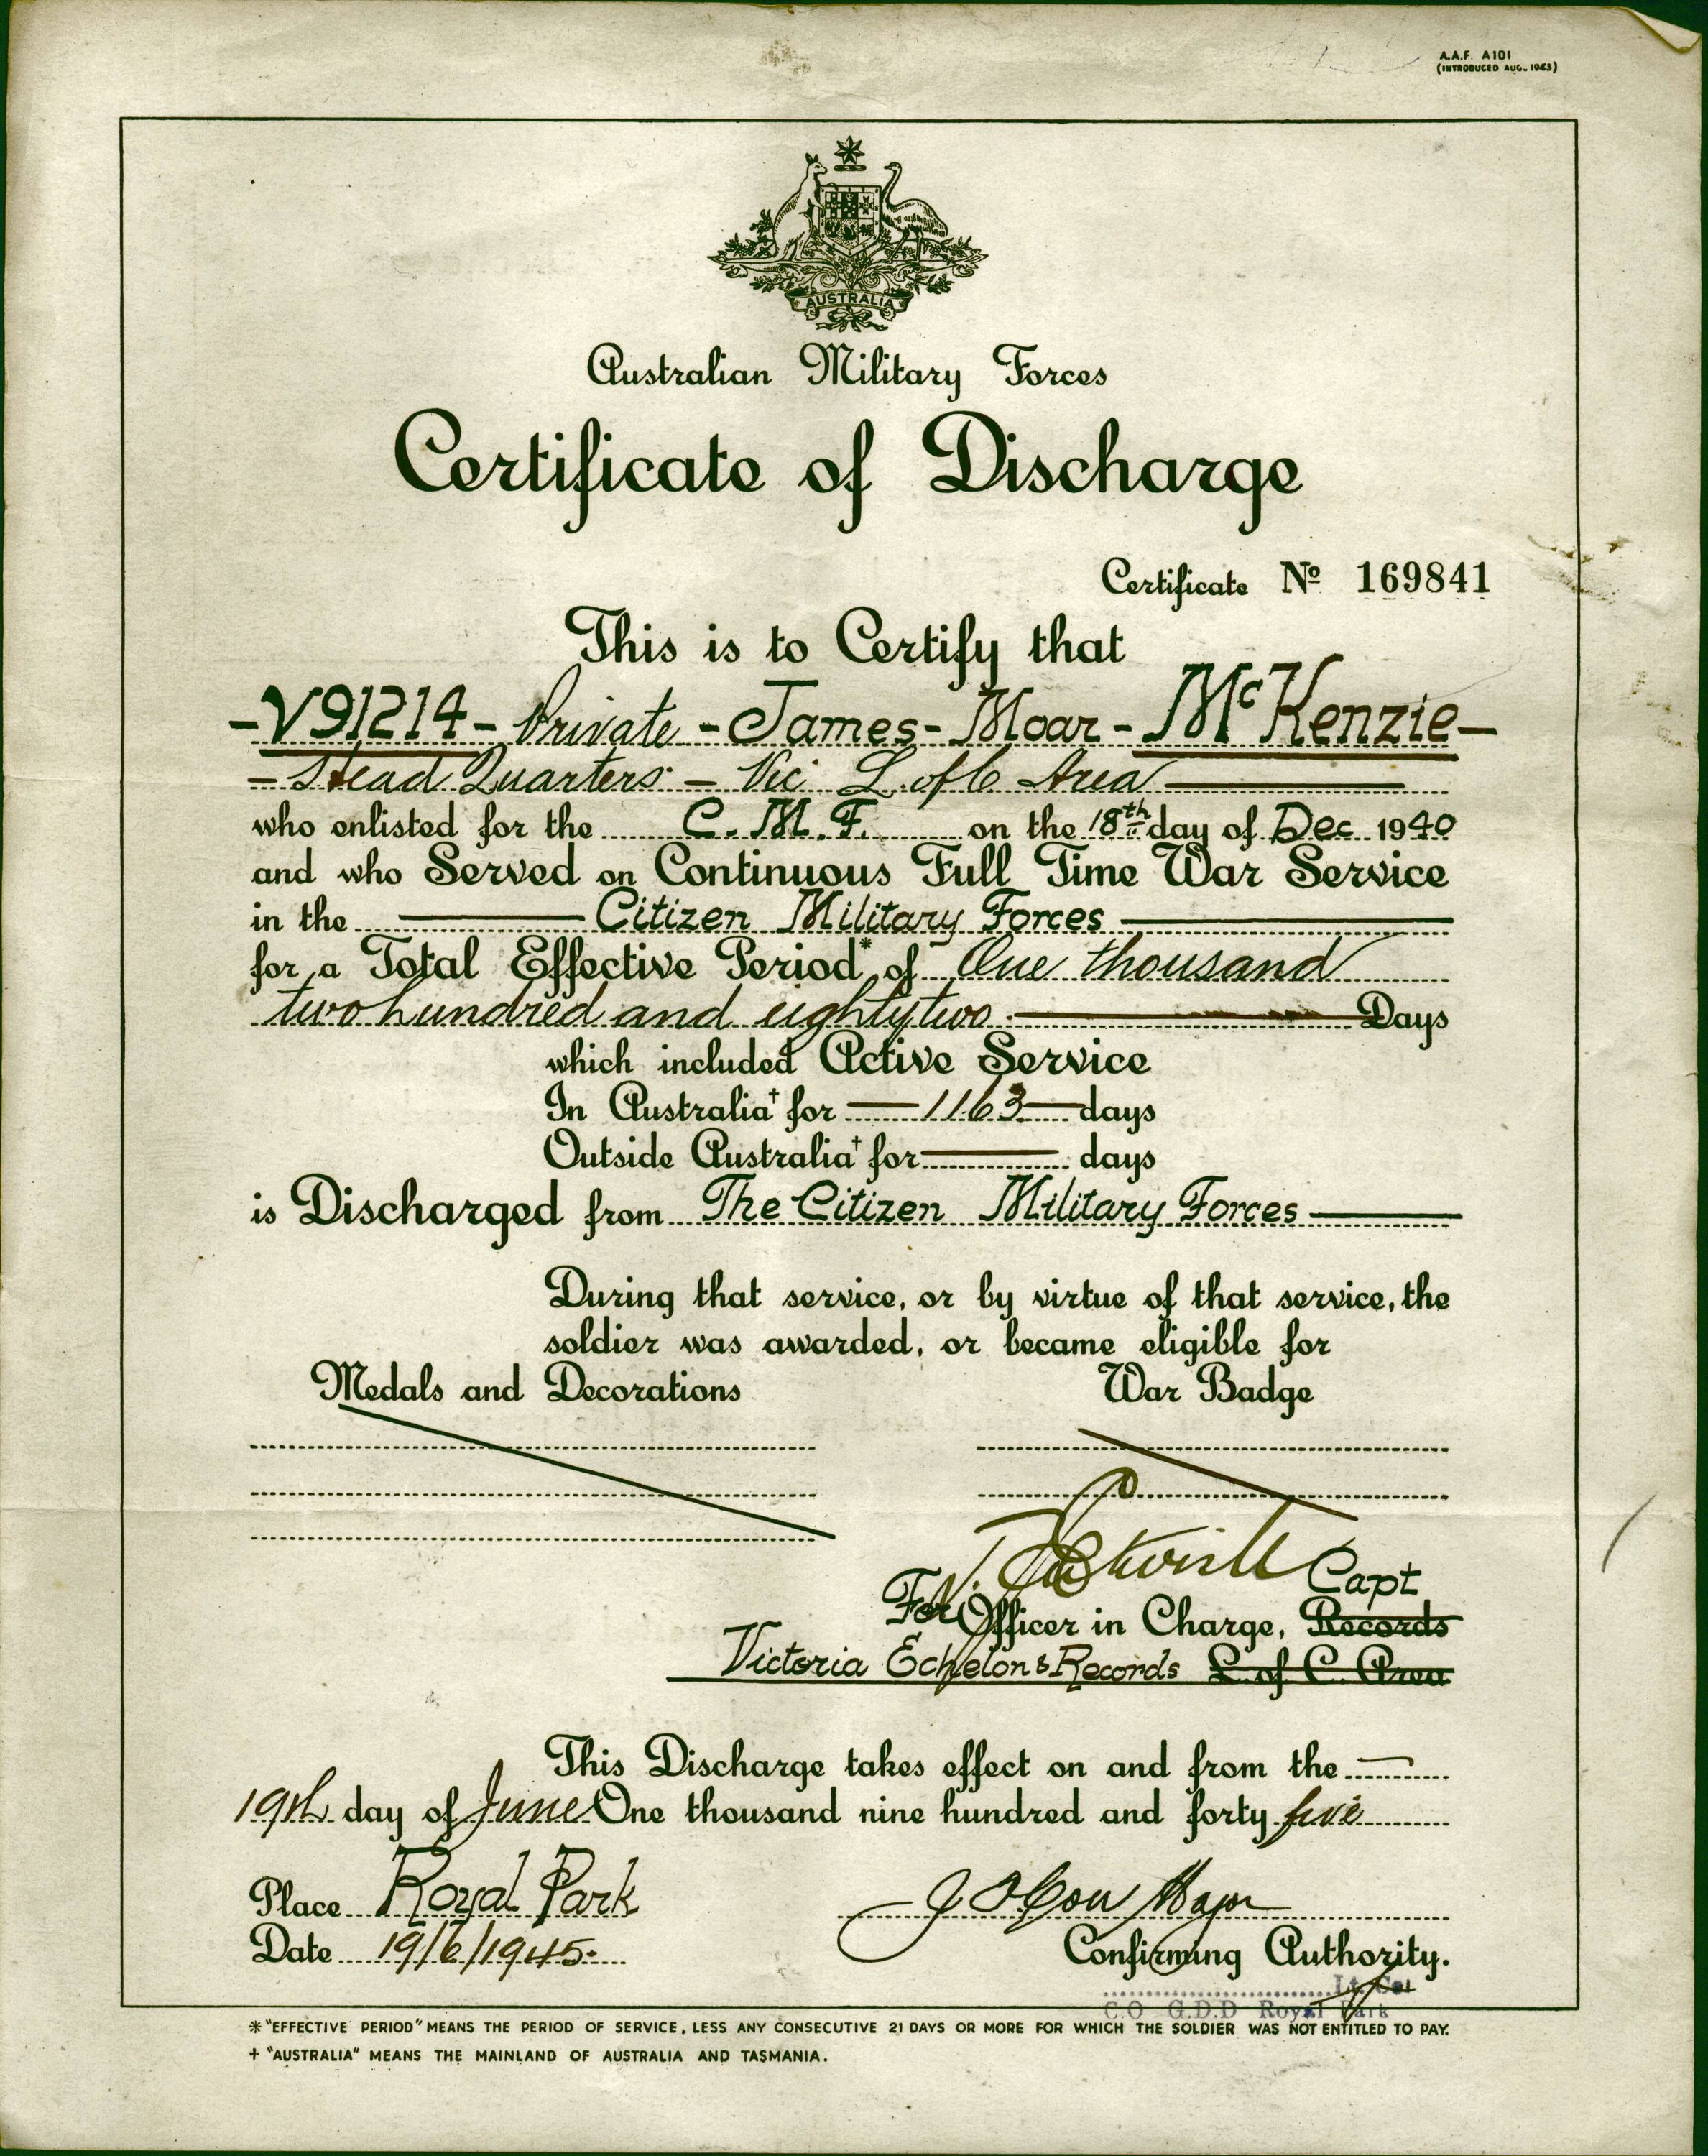 A.A.F. A101
(INTRODUCED AUG. 1943)
AUSTRALIA
Australian Military Forces
Certificate of Discharge
Certificate No 169841
This is to Certify that
-V91214- Private - James - Moar - McKenzie-
- Head Quarters - Vic L. of C Area
who enlisted for the C.M.F. on the 18th day of Dec 1940
and who Served on Continuous Full Time War Service
in the Citizen Military Forces
for a Total Effective Period* of One thousand
two hundred and eighty two Days
which included Active Service
In Australia† for 1163 days
Outside Australia† for days
is Discharged from The Citizen Military Forces
During that service, or by virtue of that service, the
soldier was awarded, or became eligible for
Medals and Decorations War Badge
Capt
For Officer in Charge, Records
Victoria Echelon & Records L. of C. Area
This Discharge takes effect on and from the
19th day of June One thousand nine hundred and forty five
Place Royal Park Major
Date 19/6/1945.
Confirming Authority.
Lt. Col
C.O G.D.D Royal Park
* "EFFECTIVE PERIOD" MEANS THE PERIOD OF SERVICE, LESS ANY CONSECUTIVE 21 DAYS OR MORE FOR WHICH THE SOLDIER WAS NOT ENTITLED TO PAY.
† "AUSTRALIA" MEANS THE MAINLAND OF AUSTRALIA AND TASMANIA.